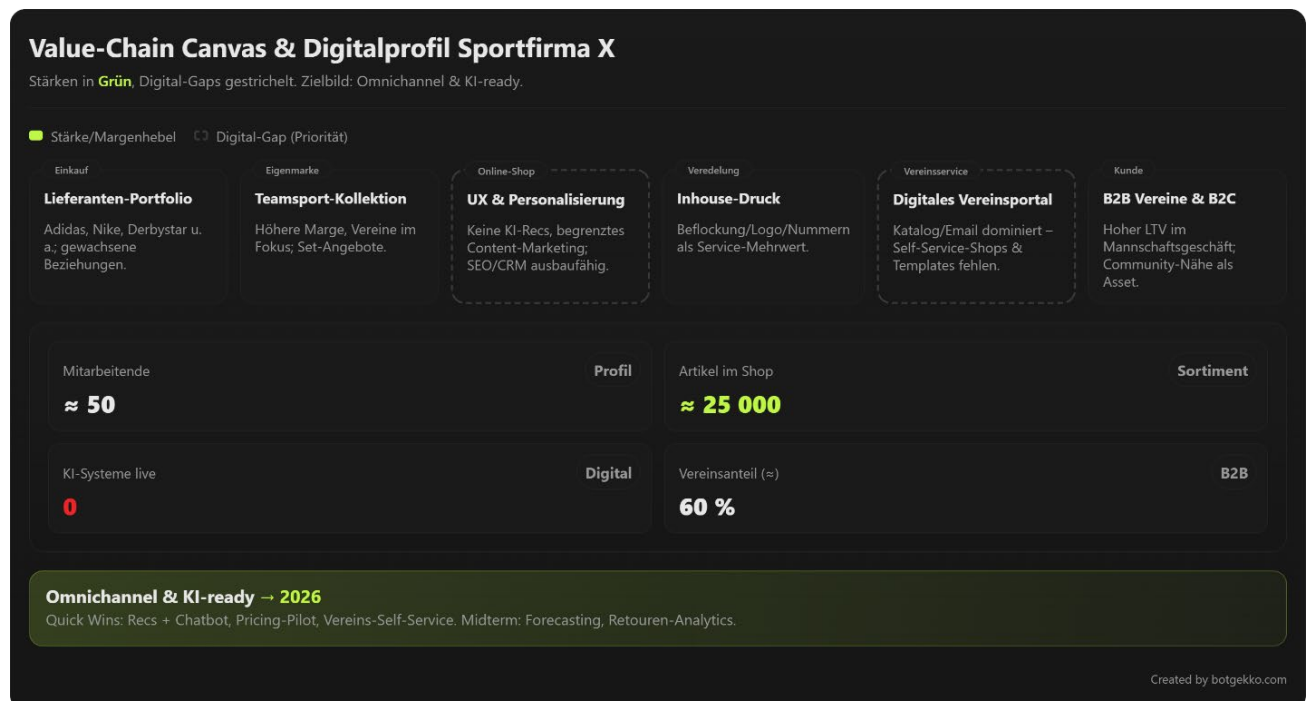 Value-Chain Canvas & Digitalprofil Sportfirma X
Stärken in Grün, Digital-Gaps gestrichelt. Zielbild: Omnichannel & KI-ready.
Stärke/Margenhebel
Digital-Gap (Priorität)
Einkauf
Lieferanten-Portfolio
Adidas, Nike, Derbystar u.
a.; gewachsene
Beziehungen.
Eigenmarke
Teamsport-Kollektion
Höhere Marge, Vereine im
Fokus; Set-Angebote.
Online-Shop
UX & Personalisierung
Keine KI-Recs, begrenztes
Content-Marketing;
SEO/CRM ausbaufähig.
Veredelung
Inhouse-Druck
Beflockung/Logo/Nummern
als Service-Mehrwert.
Vereinsservice
Digitales Vereinsportal
Katalog/Email dominiert –
Self-Service-Shops &
Templates fehlen.
Kunde
B2B Vereine & B2C
Hoher LTV im
Mannschaftsgeschäft;
Community-Nähe als
Asset.
Mitarbeitende
Profil
≈ 50
Artikel im Shop
Sortiment
≈ 25 000
KI-Systeme live
Digital
0
Vereinsanteil (≈)
B2B
60 %
Omnichannel & KI-ready → 2026
Quick Wins: Recs + Chatbot, Pricing-Pilot, Vereins-Self-Service. Midterm: Forecasting, Retouren-Analytics.
Created by botgekko.com